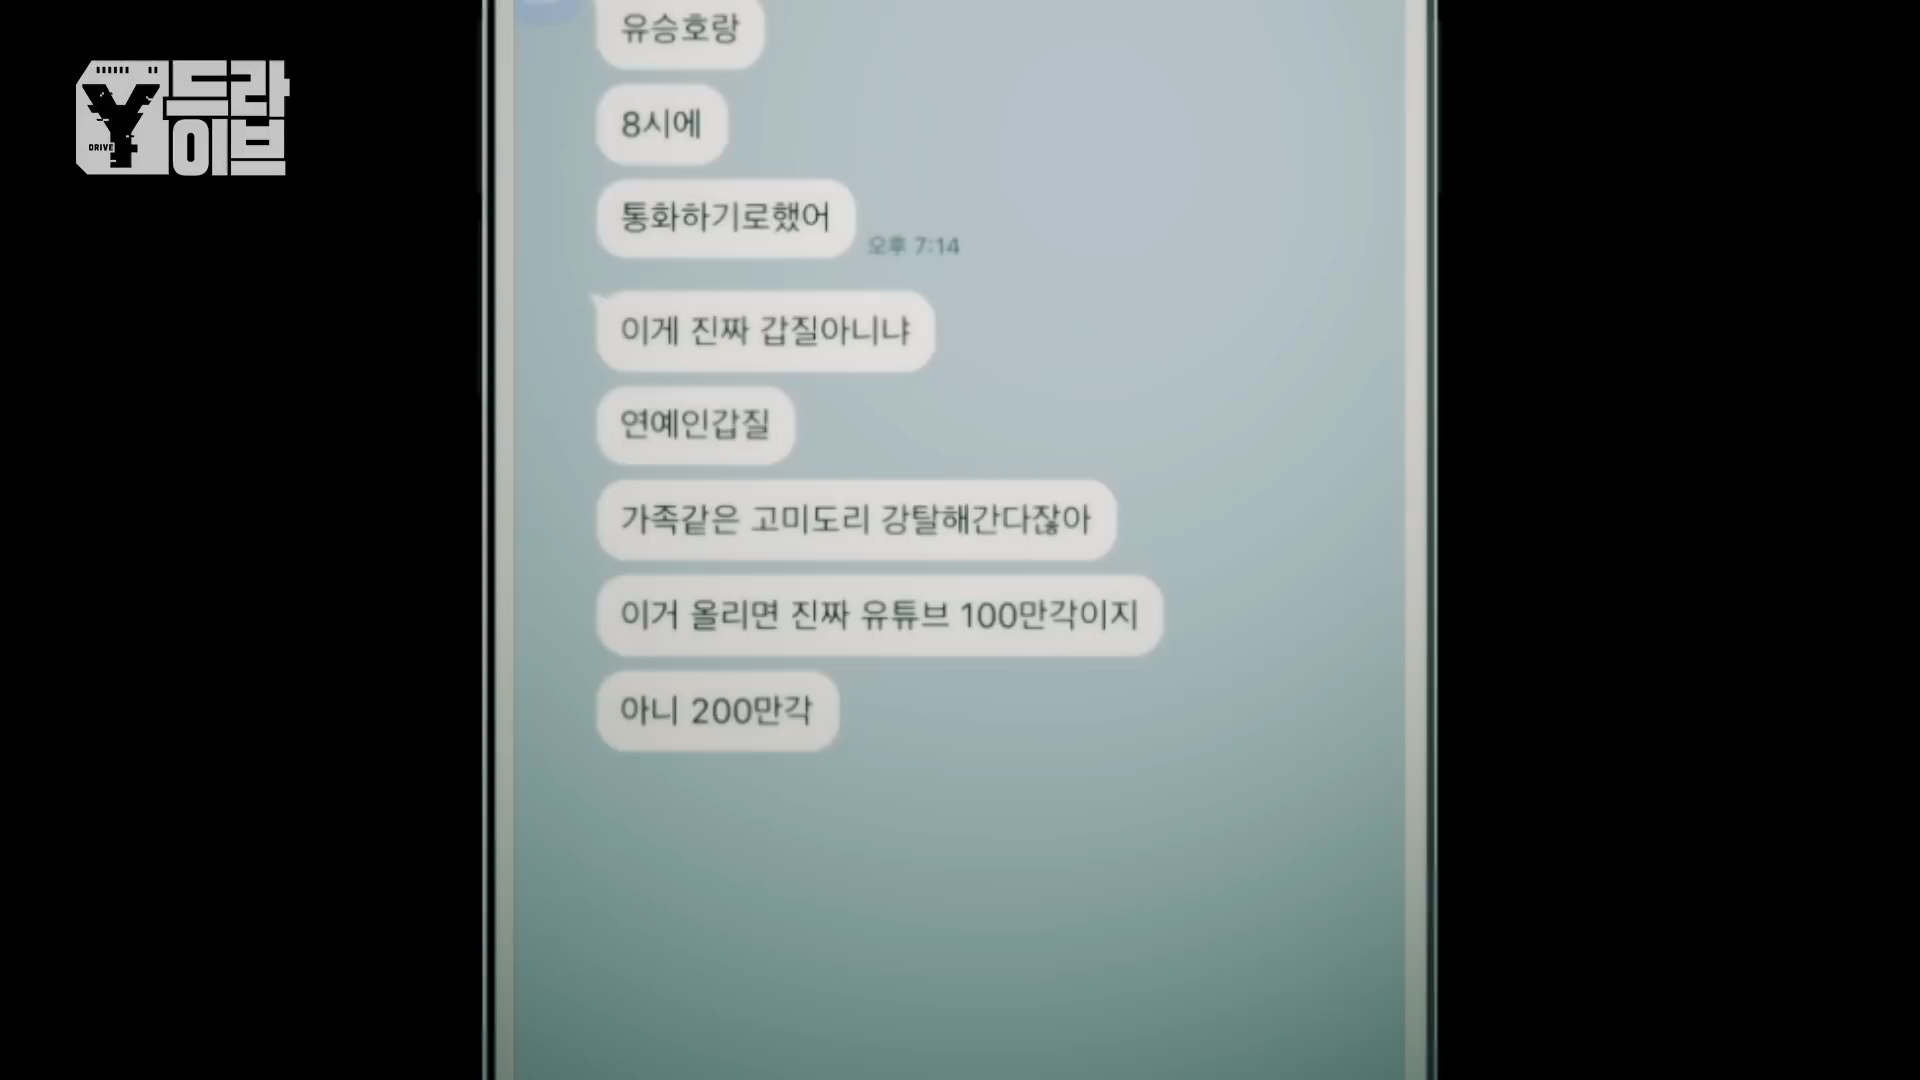 유승호랑
드라
8시에
DRIVE
이브
통화하기로했어
오후 7:14
이게 진짜 갑질아니냐
연예인갑질
가족같은 고미도리 강탈해간다잖아
이거 올리면 진짜 유튜브 100만각이지
아니 200만각